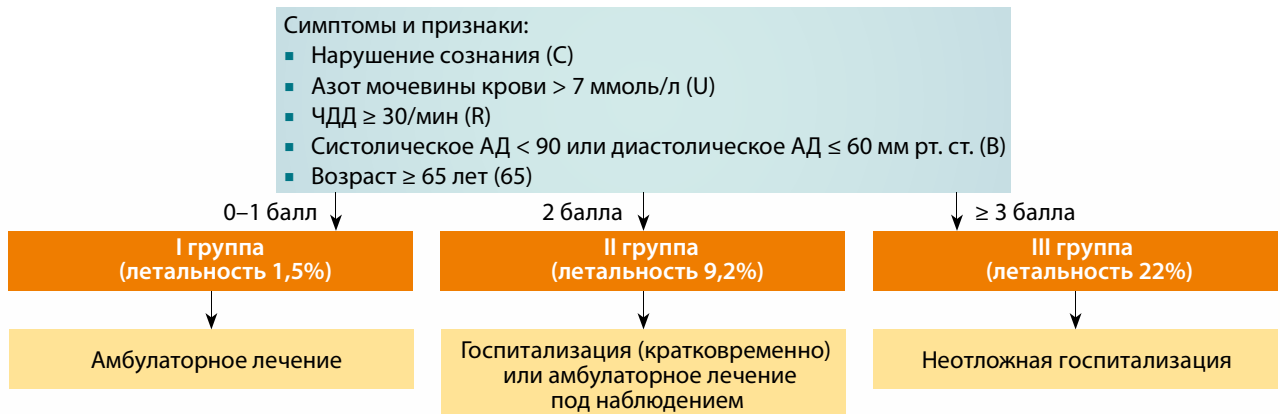 Симптомы и признаки:
▪ Нарушение сознания (C)
▪ Азот мочевины крови > 7 ммоль/л (U)
▪ ЧДД ≥ 30/мин (R)
▪ Систолическое АД < 90 или диастолическое АД ≤ 60 мм рт. ст. (B)
▪ Возраст ≥ 65 лет (65)
0–1 балл
2 балла
≥ 3 балла
I группа
(летальность 1,5%)
II группа
(летальность 9,2%)
III группа
(летальность 22%)
Амбулаторное лечение
Госпитализация (кратковременно)
или амбулаторное лечение
под наблюдением
Неотложная госпитализация